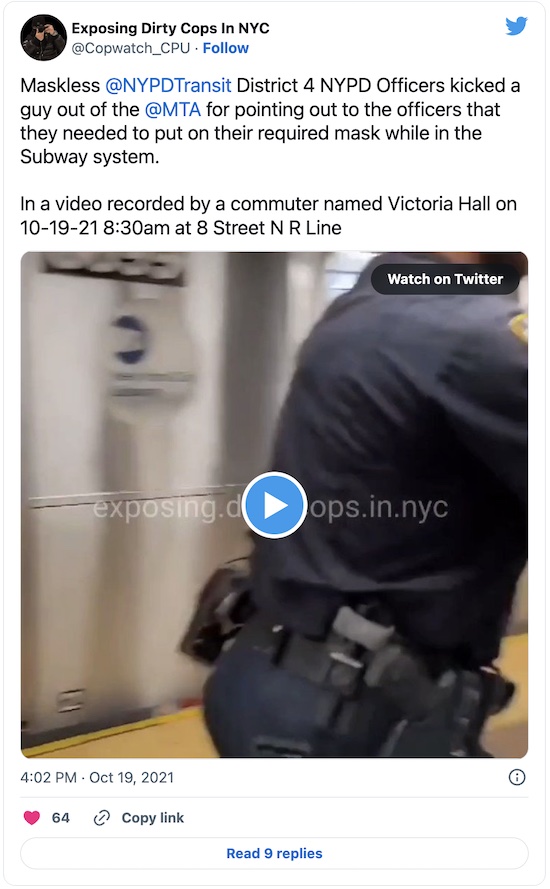 Exposing Dirty Cops In NYC
@Copwatch_CPU · Follow
Maskless @NYPDTransit District 4 NYPD Officers kicked a
guy out of the @MTA for pointing out to the officers that
they needed to put on their required mask while in the
Subway system.
In a video recorded by a commuter named Victoria Hall on
10-19-21 8:30am at 8 Street N R Line
Watch on Twitter
exposing.d ops.in.nyc
4:02 PM · Oct 19, 2021
64 Copy link
Read 9 replies